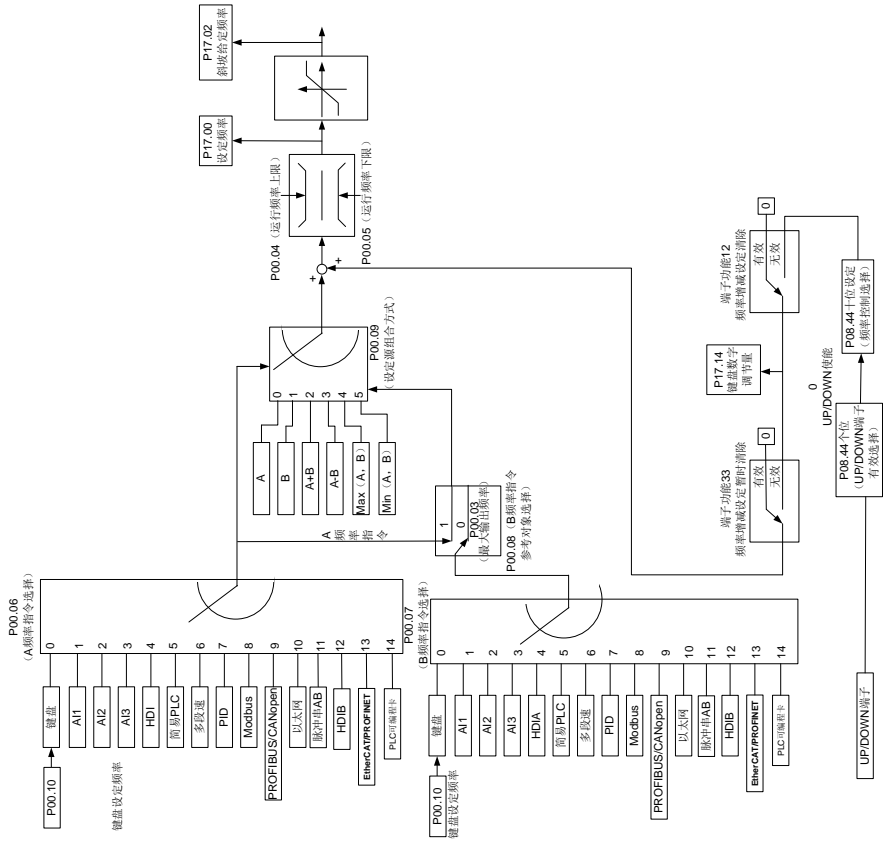 P00.06
（A频率指令选择）
P00.10
键盘设定频率
键盘
0
AI1
1
AI2
2
AI3
3
HDI
4
简易PLC
5
多段速
6
PID
7
Modbus
8
PROFIBUS/CANopen
9
以太网
10
脉冲串AB
11
HDIB
12
EtherCAT/PROFINET
13
PLC可编程卡
14
P00.07
（B频率指令选择）
P00.10
键盘设定频率
键盘
0
AI1
1
AI2
2
AI3
3
HDIA
4
简易PLC
5
多段速
6
PID
7
Modbus
8
PROFIBUS/CANopen
9
以太网
10
脉冲串AB
11
HDIB
12
EtherCAT/PROFINET
13
PLC可编程卡
14
A
频率指令
1
0
P00.03
（最大输出频率）
P00.08（B频率指令
参考对象选择）
A
0
B
1
A+B
2
A-B
3
Max（A，B）
4
Min（A，B）
5
P00.09
（设定源组合方式）
+
+
P00.04（运行频率上限）
P00.05（运行频率下限）
P17.00
设定频率
P17.02
斜坡给定频率
UP/DOWN端子
P08.44个位
（UP/DOWN端子
有效选择）
0
UP/DOWN使能
P08.44十位设定
（频率控制选择）
端子功能33
频率增减设定暂时清除
有效
无效
0
P17.14
键盘数字
调节量
端子功能12
频率增减设定清除
有效
无效
0